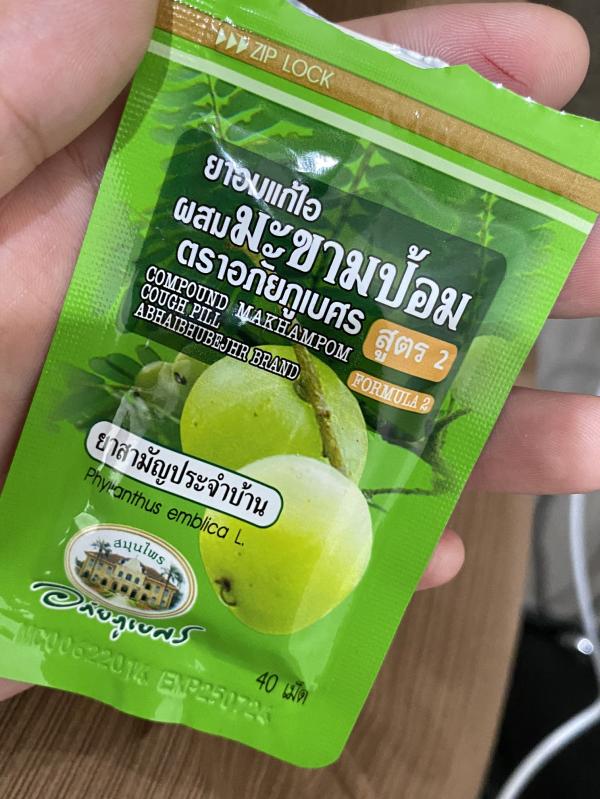 ZIP LOCK
ยาอมแก้ไอ
ผสมมะขามป้อม
ตราอภัยภูเบศร
สูตร 2
COMPOUND MAKHAMPOM
COUGH PILL
ABHAIBHUBEJHR BRAND
FORMULA 2
ยาสามัญประจำบ้าน
Phyllanthus emblica L.
สมุนไพร
อภัยภูเบศร
EXP250724
40 เม็ด